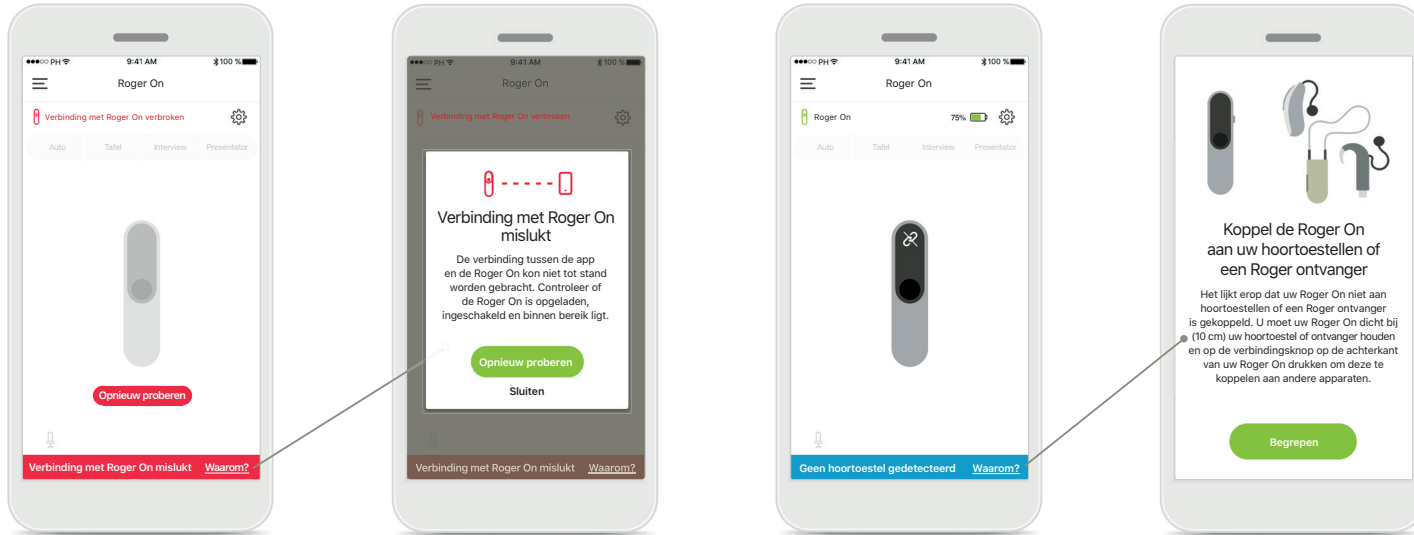 PH 9:41 AM 100 %
Roger On
Verbinding met Roger On verbroken
Auto Tafel Interview Presentator
Opnieuw proberen
Verbinding met Roger On mislukt Waarom?
PH 9:41 AM 100 %
Roger On
Verbinding met Roger On verbroken
Verbinding met Roger On
mislukt
De verbinding tussen de app
en de Roger On kon niet tot stand
worden gebracht. Controleer of
de Roger On is opgeladen,
ingeschakeld en binnen bereik ligt.
Opnieuw proberen
Sluiten
Verbinding met Roger On mislukt Waarom?
PH 9:41 AM 100 %
Roger On
Roger On 75%
Auto Tafel Interview Presentator
Geen hoortoestel gedetecteerd Waarom?
Koppel de Roger On
aan uw hoortoestellen of
een Roger ontvanger
Het lijkt erop dat uw Roger On niet aan
hoortoestellen of een Roger ontvanger
is gekoppeld. U moet uw Roger On dicht bij
(10 cm) uw hoortoestel of ontvanger houden
en op de verbindingsknop op de achterkant
van uw Roger On drukken om deze te
koppelen aan andere apparaten.
Begrepen